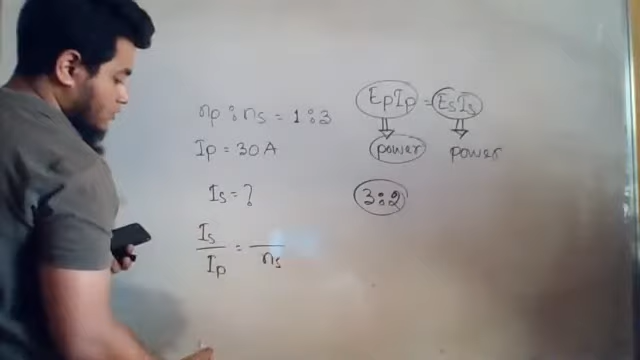 np : ns = 1 : 3
Ip = 30 A
Is = ?
Is/Ip = /ns
EpIp = EsIs
power power
3:2